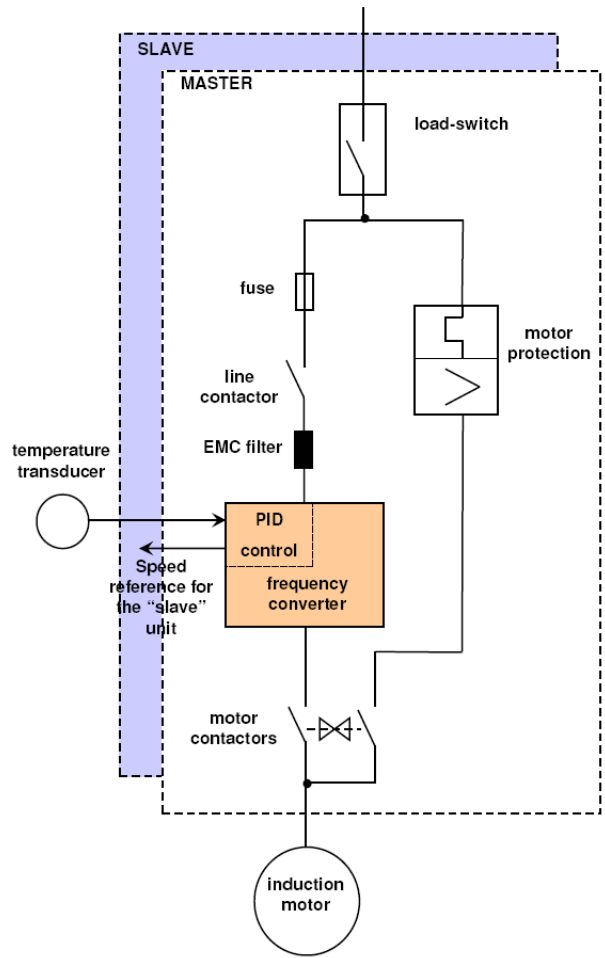 SLAVE
MASTER
load-switch
fuse
motor
protection
line
contactor
EMC filter
temperature
transducer
PID
control
Speed
reference for
the “slave”
unit
frequency
converter
motor
contactors
induction
motor